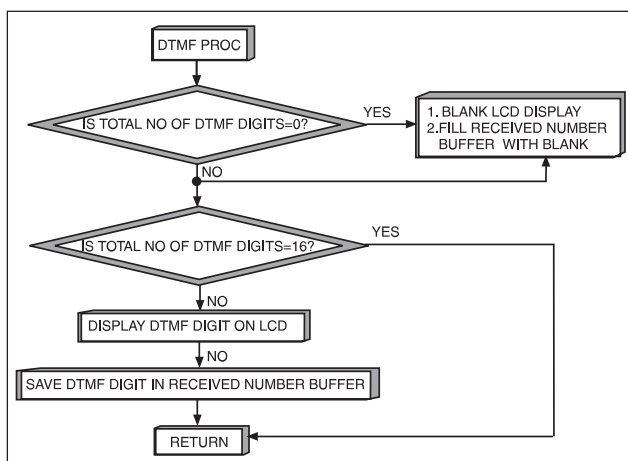 DTMF PROC
IS TOTAL NO OF DTMF DIGITS=0?
YES
1. BLANK LCD DISPLAY
2.FILL RECEIVED NUMBER
BUFFER WITH BLANK
NO
IS TOTAL NO OF DTMF DIGITS=16?
YES
NO
DISPLAY DTMF DIGIT ON LCD
NO
SAVE DTMF DIGIT IN RECEIVED NUMBER BUFFER
RETURN